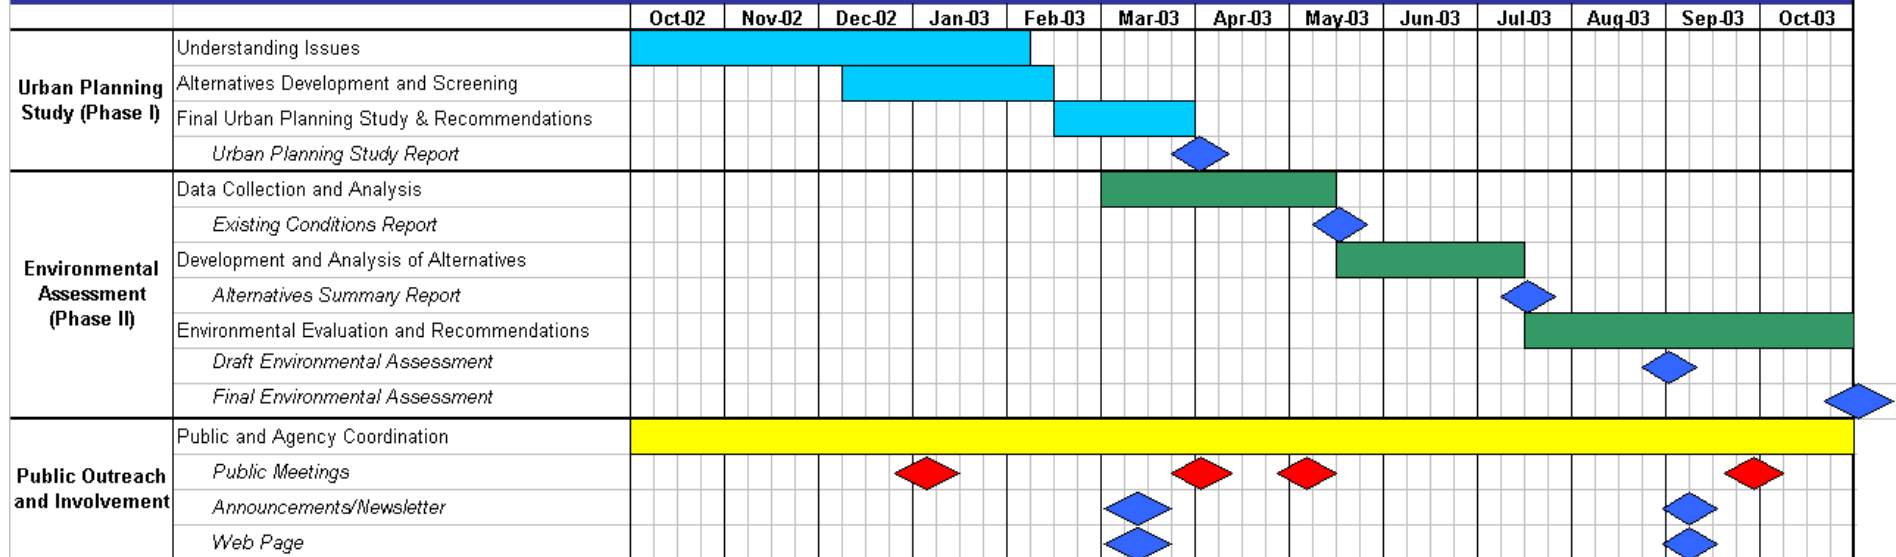 Oct-02 Nov-02 Dec-02 Jan-03 Feb-03 Mar-03 Apr-03 May-03 Jun-03 Jul-03 Aug-03 Sep-03 Oct-03
Urban Planning
Study (Phase I)
Understanding Issues
Alternatives Development and Screening
Final Urban Planning Study & Recommendations
Urban Planning Study Report
Environmental
Assessment
(Phase II)
Data Collection and Analysis
Existing Conditions Report
Development and Analysis of Alternatives
Alternatives Summary Report
Environmental Evaluation and Recommendations
Draft Environmental Assessment
Final Environmental Assessment
Public Outreach
and Involvement
Public and Agency Coordination
Public Meetings
Announcements/Newsletter
Web Page